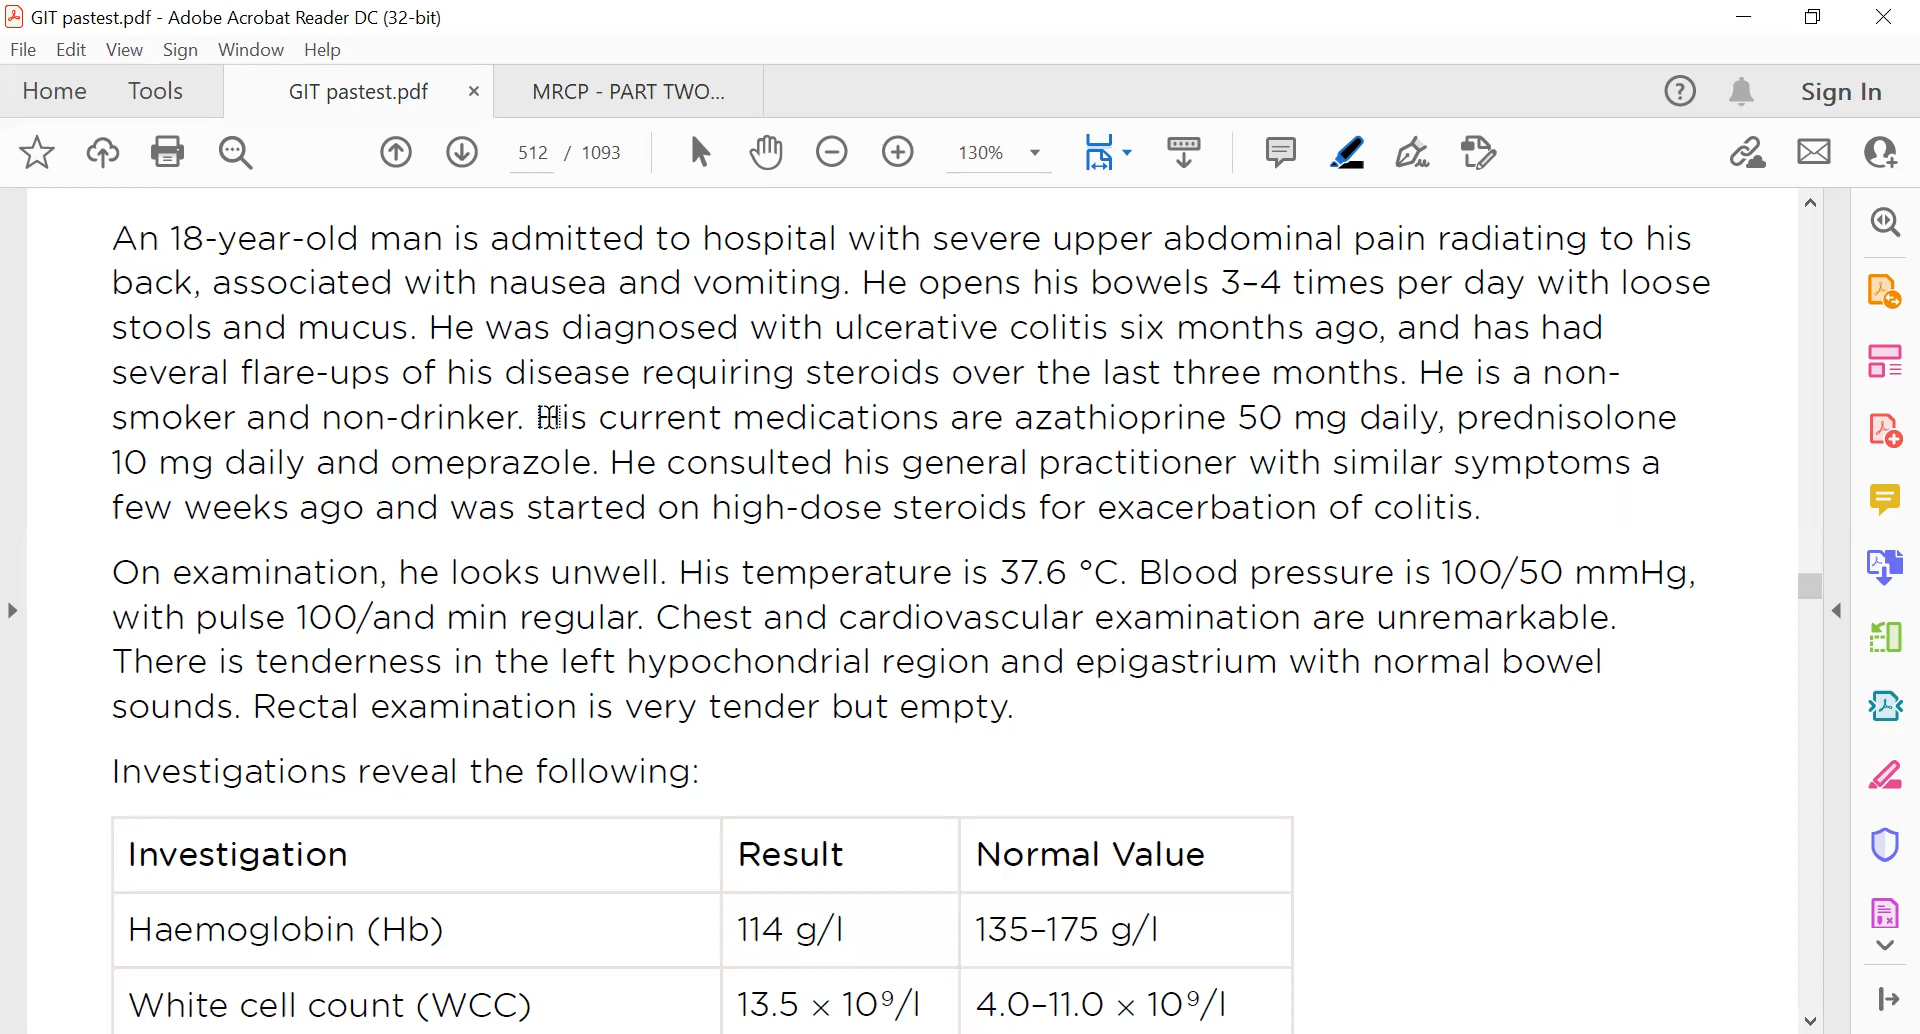 GIT pastest.pdf - Adobe Acrobat Reader DC (32-bit)
File Edit View Sign Window Help
Home Tools GIT pastest.pdf × MRCP - PART TWO... Sign In
512 / 1093 130%
An 18-year-old man is admitted to hospital with severe upper abdominal pain radiating to his
back, associated with nausea and vomiting. He opens his bowels 3–4 times per day with loose
stools and mucus. He was diagnosed with ulcerative colitis six months ago, and has had
several flare-ups of his disease requiring steroids over the last three months. He is a non-
smoker and non-drinker. His current medications are azathioprine 50 mg daily, prednisolone
10 mg daily and omeprazole. He consulted his general practitioner with similar symptoms a
few weeks ago and was started on high-dose steroids for exacerbation of colitis.
On examination, he looks unwell. His temperature is 37.6 °C. Blood pressure is 100/50 mmHg,
with pulse 100/and min regular. Chest and cardiovascular examination are unremarkable.
There is tenderness in the left hypochondrial region and epigastrium with normal bowel
sounds. Rectal examination is very tender but empty.
Investigations reveal the following:
Investigation Result Normal Value
Haemoglobin (Hb) 114 g/l 135–175 g/l
White cell count (WCC) 13.5 × 10⁹/l 4.0–11.0 × 10⁹/l